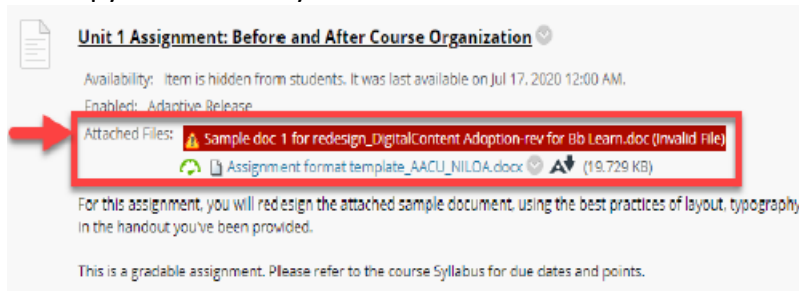 Unit 1 Assignment: Before and After Course Organization
Availability: Item is hidden from students. It was last available on Jul 17, 2020 12:00 AM.
Enabled: Adaptive Release
Attached Files: Sample doc 1 for redesign_DigitalContent Adoption-rev for Bb Learn.doc (Invalid File)
Assignment format template_AACU_NILOA.docx (19.729 KB)
For this assignment, you will redesign the attached sample document, using the best practices of layout, typography
in the handout you've been provided.
This is a gradable assignment. Please refer to the course Syllabus for due dates and points.